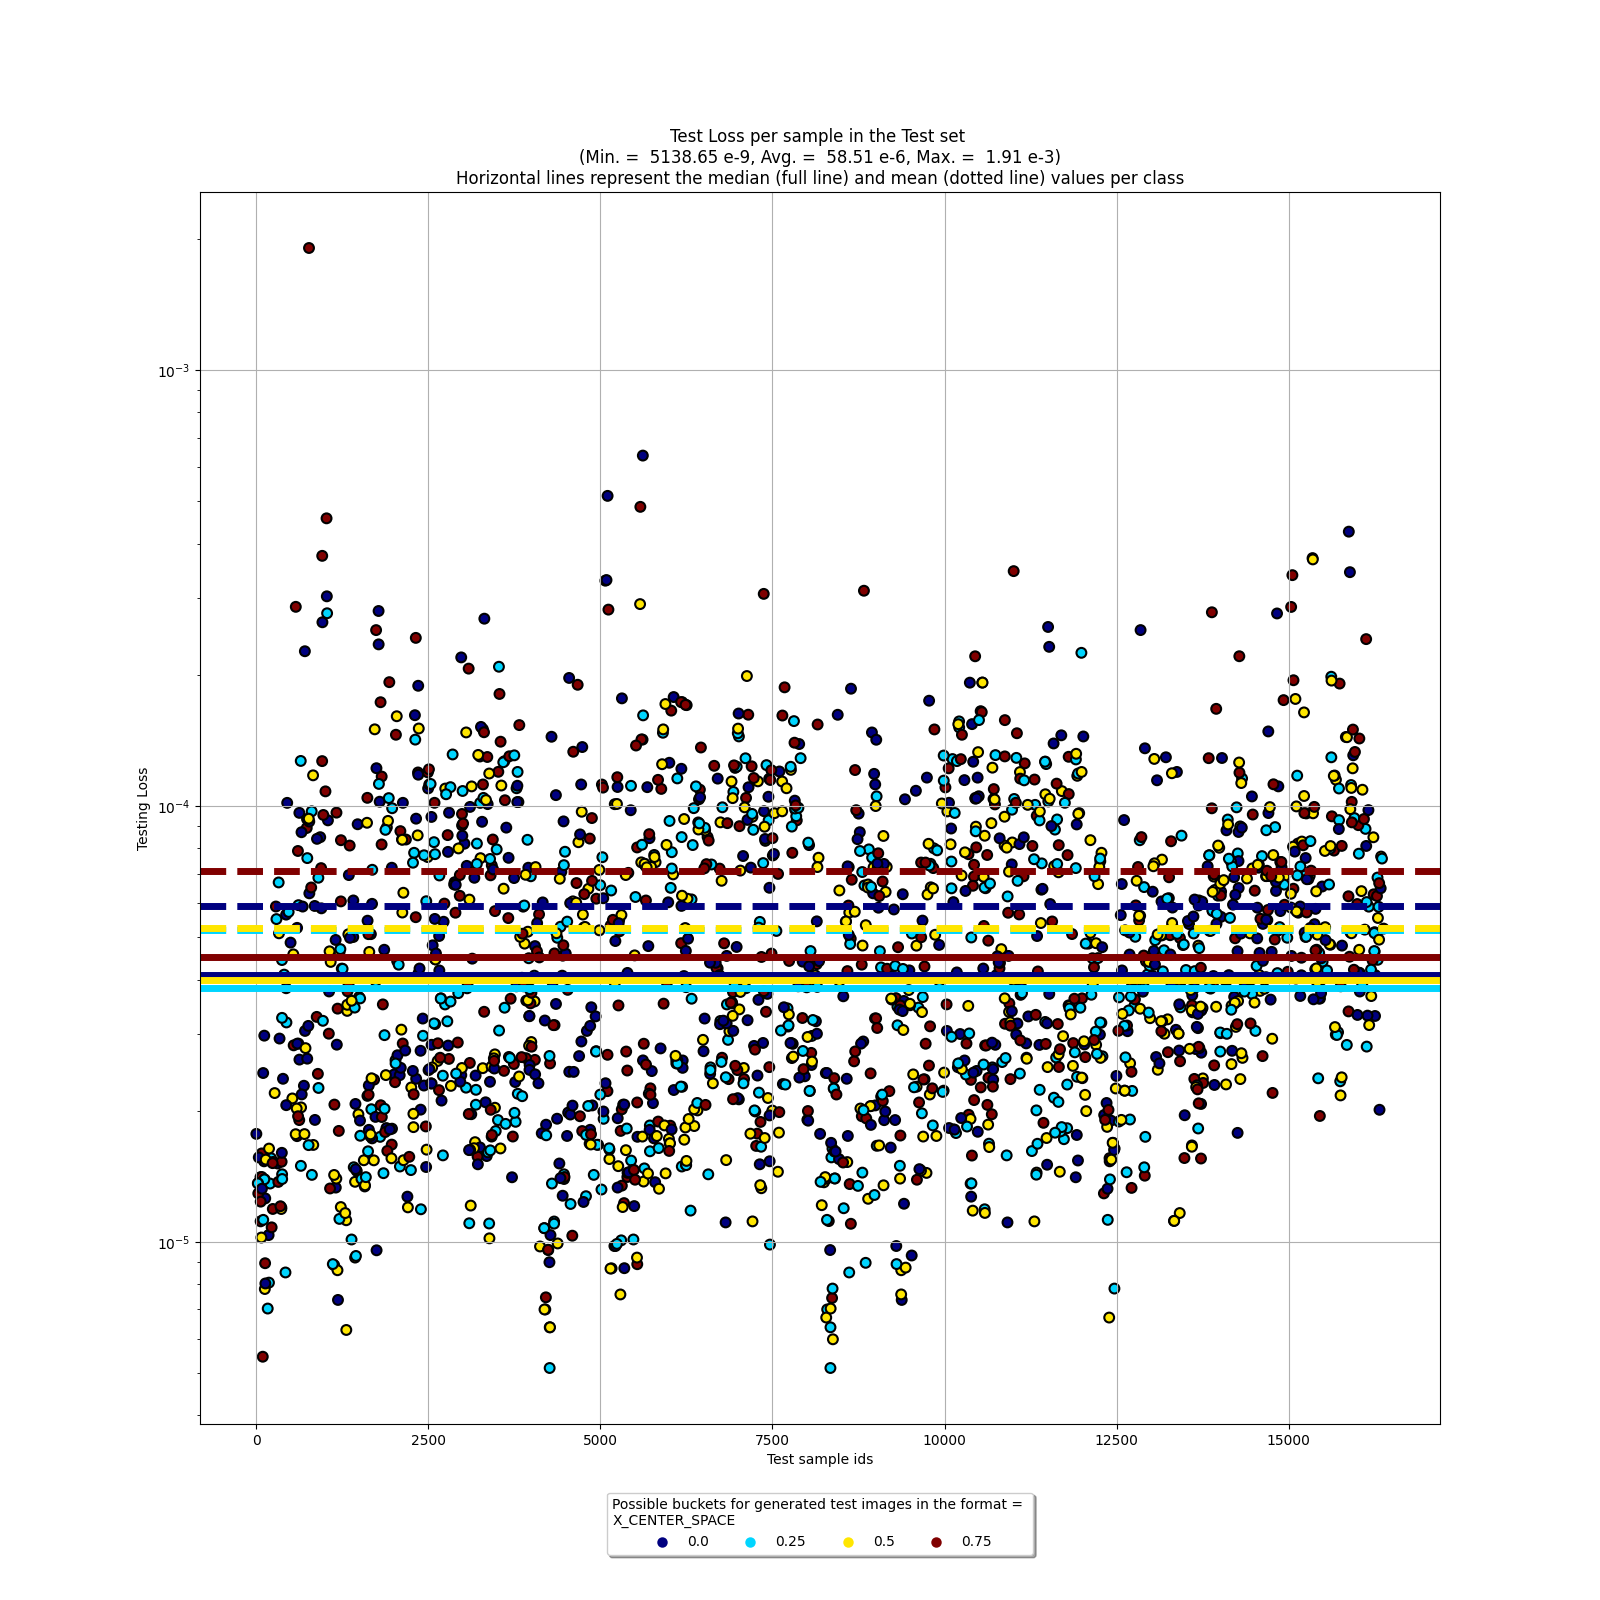 Test Loss per sample in the Test set
(Min. =  5138.65 e-9, Avg. =  58.51 e-6, Max. =  1.91 e-3)
Horizontal lines represent the median (full line) and mean (dotted line) values per class
Testing Loss
10⁻³
10⁻⁴
10⁻⁵
0 2500 5000 7500 10000 12500 15000
Test sample ids
Possible buckets for generated test images in the format =
X_CENTER_SPACE
0.0 0.25 0.5 0.75